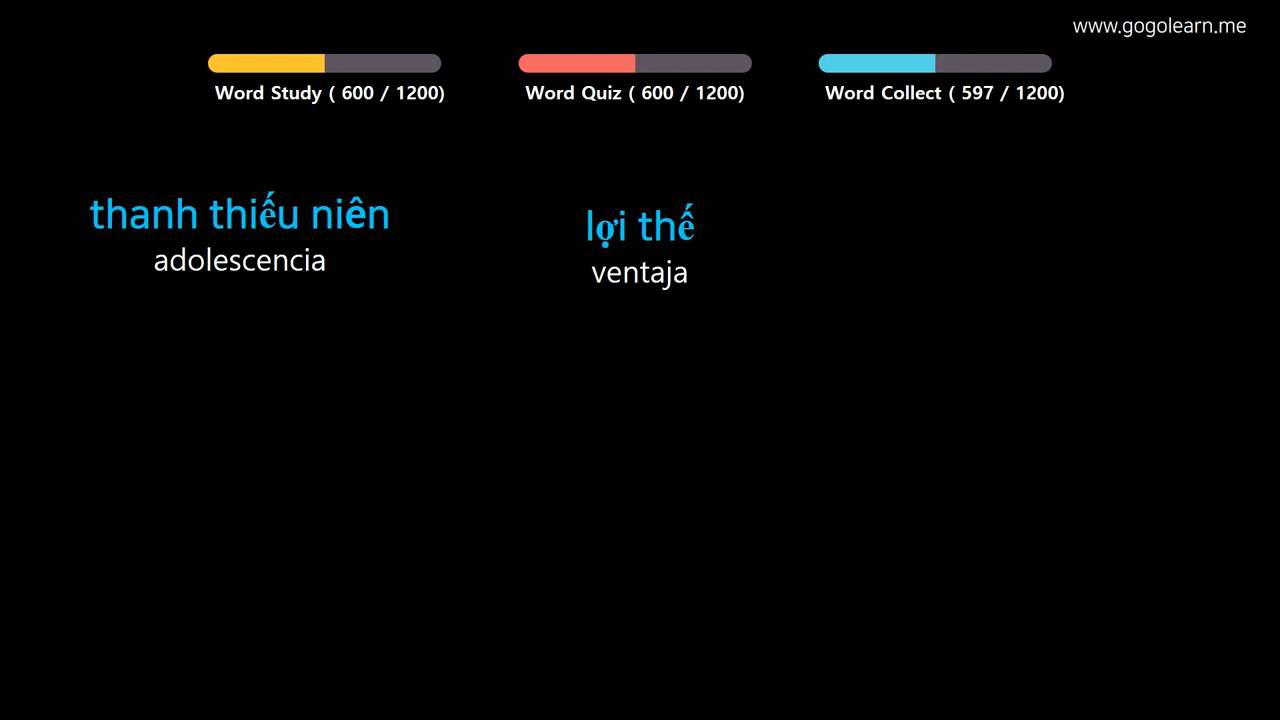 www.gogolearn.me
Word Study ( 600 / 1200)
Word Quiz ( 600 / 1200)
Word Collect ( 597 / 1200)
thanh thiếu niên
adolescencia
lợi thế
ventaja